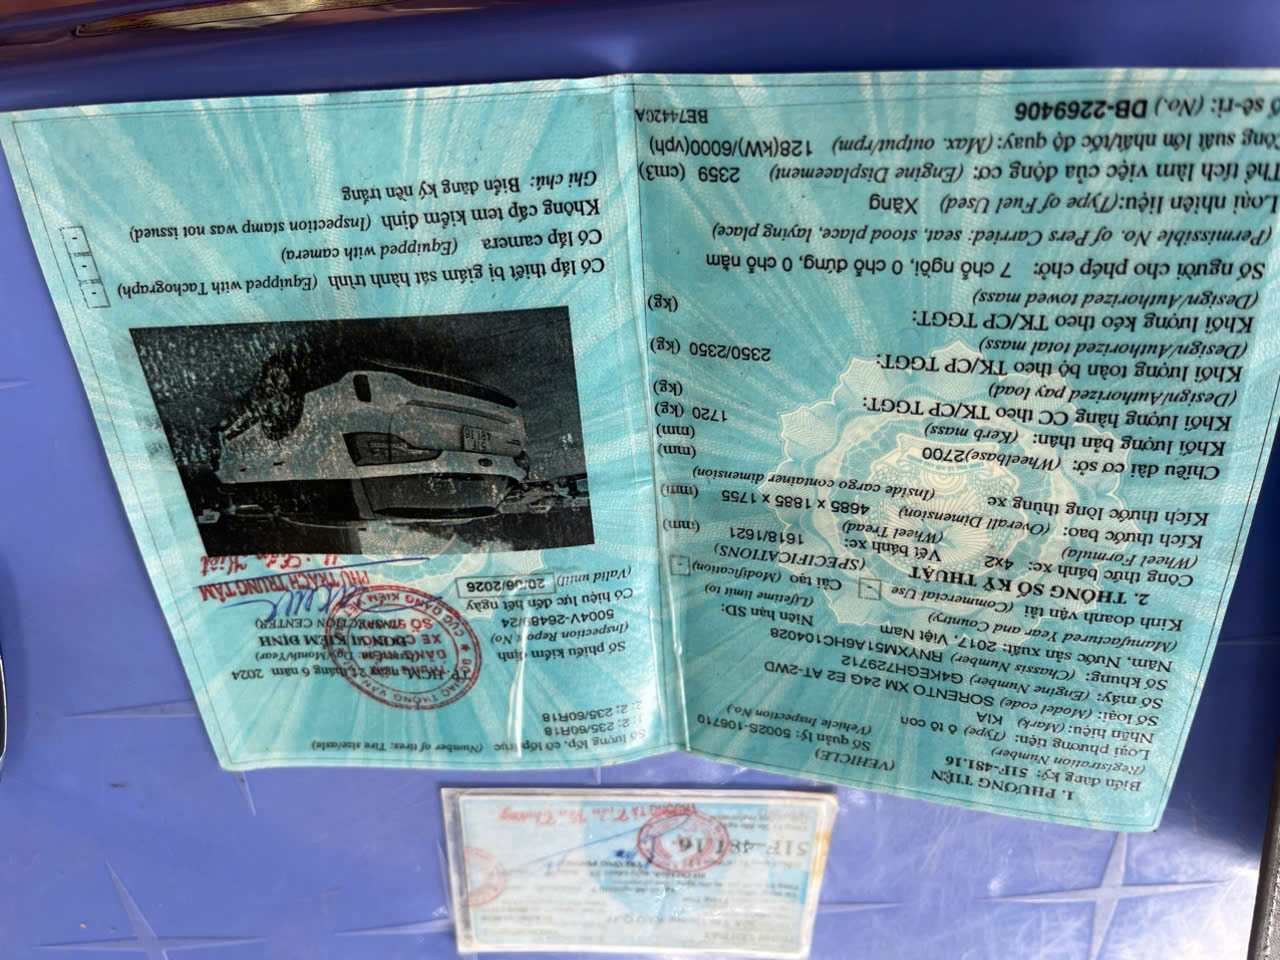 1. PHƯƠNG TIỆN (VEHICLE)
Biển đăng ký: 51F-481.16
(Registration Number)
Số quản lý: 5002S-106710
(Vehicle Inspection No.)
Loại phương tiện: (Type) ô tô con
Nhãn hiệu: (Mark) KIA
Số loại: (Model code) SORENTO XM 24G E2 AT-2WD
Số máy: (Engine Number) G4KEGH729712
Số khung: (Chassis Number) RNYXM51A6HC104028
Năm, Nước sản xuất: 2017, Việt Nam
(Manufactured Year and Country)
Niên hạn SD:
(Lifetime limit to)
Kinh doanh vận tải (Commercial Use)
Cải tạo (Modification) -
2. THÔNG SỐ KỸ THUẬT (SPECIFICATIONS)
Công thức bánh xe: 4x2
(Wheel Formula)
Vết bánh xe: 1618/1621 (mm)
(Wheel Tread)
Kích thước bao: (Overall Dimension) 4685 x 1885 x 1755 (mm)
Kích thước lòng thùng xe (mm)
(Inside cargo container dimension)
Chiều dài cơ sở: (Wheelbase) 2700 (mm)
Khối lượng bản thân: (Kerb mass) 1720 (kg)
Khối lượng hàng CC theo TK/CP TGGT: (kg)
(Design/Authorized pay load)
Khối lượng toàn bộ theo TK/CP TGGT: 2350/2350 (kg)
(Design/Authorized total mass)
Khối lượng kéo theo TK/CP TGGT: (kg)
(Design/Authorized towed mass)
Số người cho phép chở: 7 chỗ ngồi, 0 chỗ đứng, 0 chỗ nằm
(Permissible No. of Pers Carried: seat, stood place, laying place)
Loại nhiên liệu:(Type of Fuel Used) Xăng
Thể tích làm việc của động cơ: (Engine Displacement) 2359 (cm3)
Công suất lớn nhất/tốc độ quay: (Max. output/rpm) 128(kW)/6000(vph)
Số sê-ri: (No.) DB-2269406
BE7442CA
Số lượng lốp, cỡ lốp/trục (Number of tires; Tire size/axle)
1: 2; 235/60R18
2: 2; 235/60R18
Số phiếu kiểm định
(Inspection Report No)
5004V-26489/24
Có hiệu lực đến hết ngày
(Valid until) 20/06/2026
TP HCM, ngày 21 tháng 6 năm 2024
(Month/Year)
(INSPECTION CENTER)
PHỤ TRÁCH TRUNG TÂM
51F
481.16
Có lắp thiết bị giám sát hành trình (Equipped with Tachograph) -
Có lắp camera (Equipped with camera) -
Không cấp tem kiểm định (Inspection stamp was not issued) -
Ghi chú: Biển đăng ký nền trắng
51F-481.16